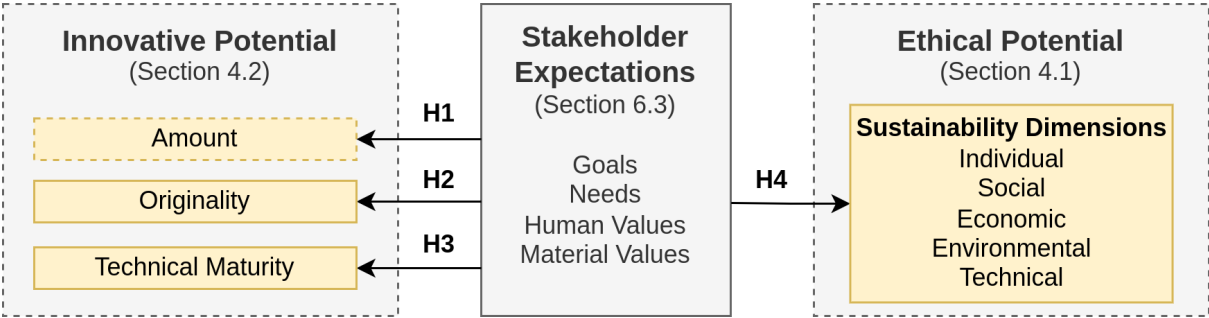 Innovative Potential
(Section 4.2)
Amount
Originality
Technical Maturity
H1
H2
H3
Stakeholder
Expectations
(Section 6.3)
Goals
Needs
Human Values
Material Values
H4
Ethical Potential
(Section 4.1)
Sustainability Dimensions
Individual
Social
Economic
Environmental
Technical